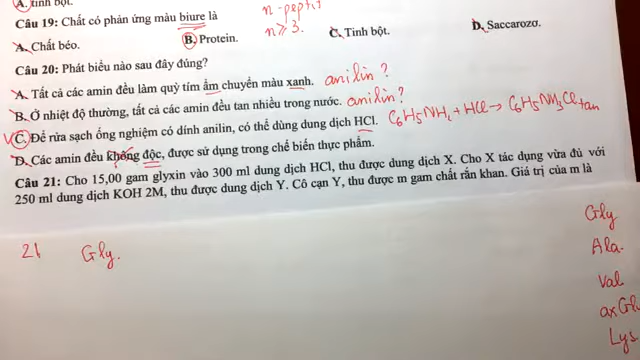 A. tinh bột.
Câu 19: Chất có phản ứng màu biure là
n-peptit
n ≥ 3.
A. Chất béo.
B. Protein.
C. Tinh bột.
D. Saccarozơ.
Câu 20: Phát biểu nào sau đây đúng?
A. Tất cả các amin đều làm quỳ tím ẩm chuyển màu xanh. anilin?
B. Ở nhiệt độ thường, tất cả các amin đều tan nhiều trong nước. anilin?
C. Để rửa sạch ống nghiệm có dính anilin, có thể dùng dung dịch HCl. C6H5NH2 + HCl → C6H5NH3Cl tan
D. Các amin đều không độc, được sử dụng trong chế biến thực phẩm.
Câu 21: Cho 15,00 gam glyxin vào 300 ml dung dịch HCl, thu được dung dịch X. Cho X tác dụng vừa đủ với
250 ml dung dịch KOH 2M, thu được dung dịch Y. Cô cạn Y, thu được m gam chất rắn khan. Giá trị của m là
21 Gly.
Gly
Ala
Val
ax Glu
Lys